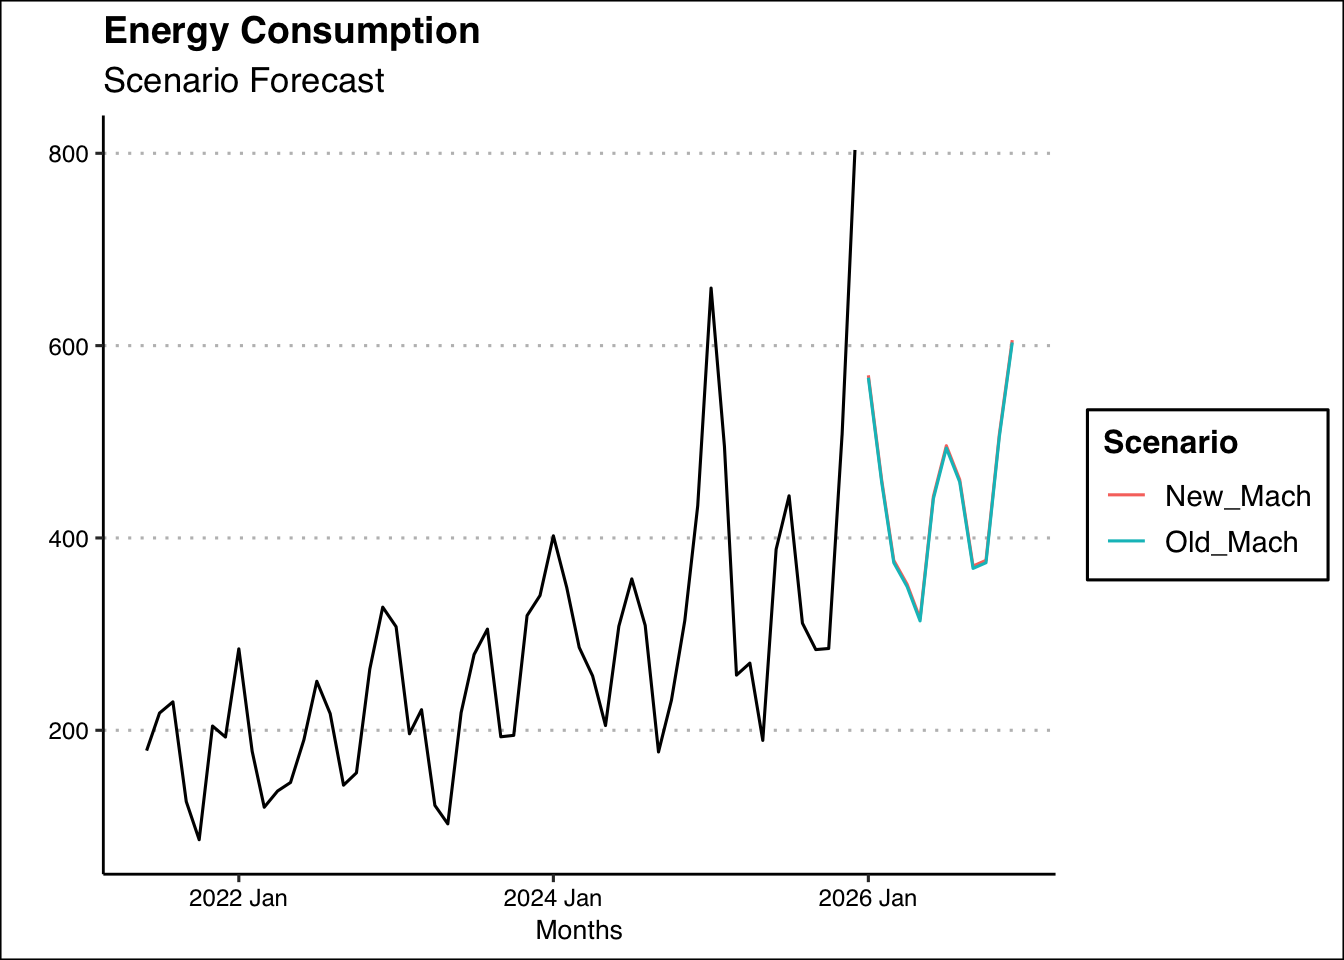 Energy Consumption
Scenario Forecast
800
600
400
200
2022 Jan
2024 Jan
2026 Jan
Months
Scenario
New_Mach
Old_Mach